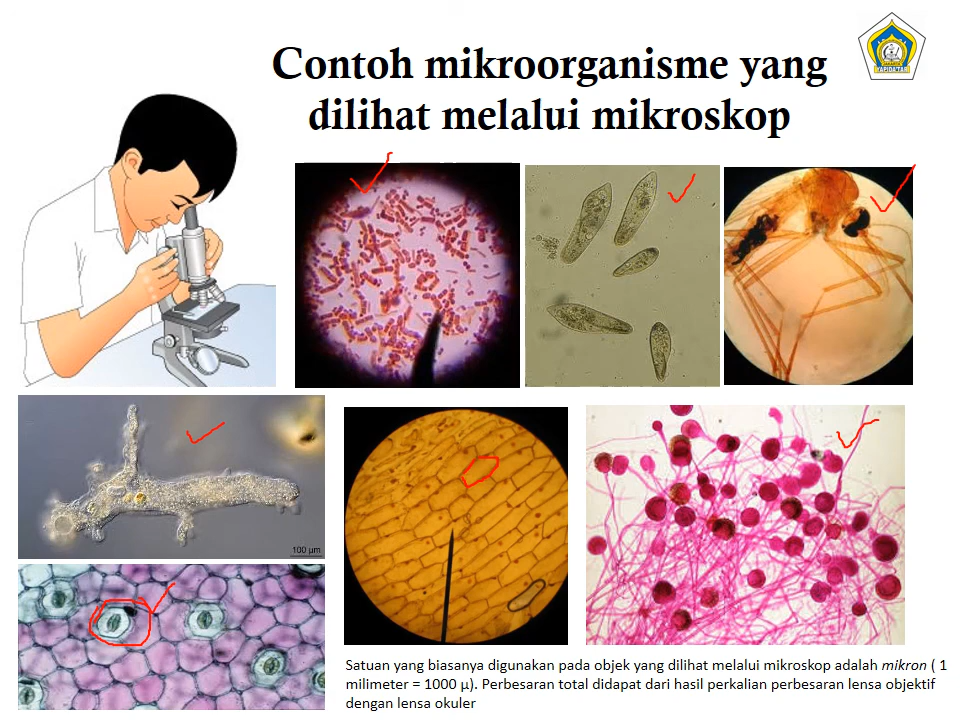 Contoh mikroorganisme yang
dilihat melalui mikroskop
100 µm
Satuan yang biasanya digunakan pada objek yang dilihat melalui mikroskop adalah mikron ( 1
milimeter = 1000 µ). Perbesaran total didapat dari hasil perkalian perbesaran lensa objektif
dengan lensa okuler